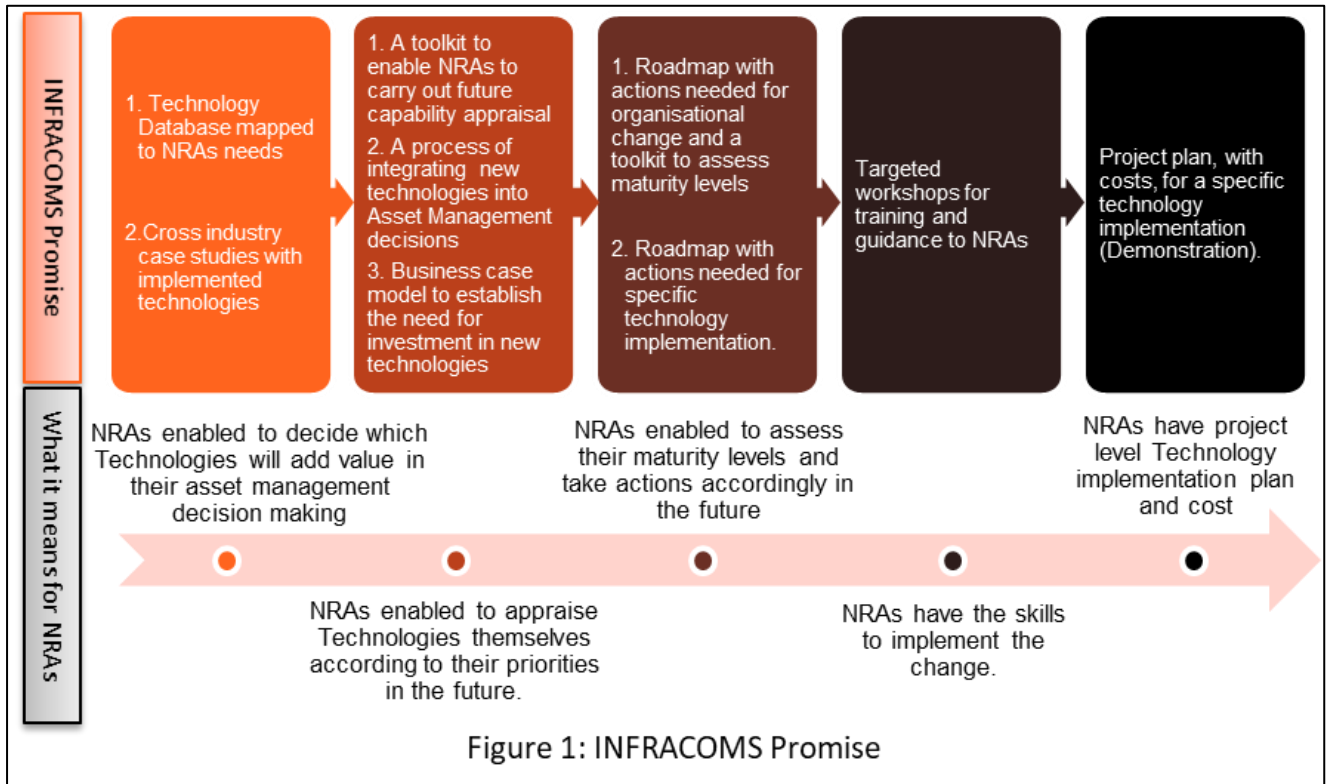 INFRACOMS Promise
1. Technology
Database mapped
to NRAs needs
2.Cross industry
case studies with
implemented
technologies
1. A toolkit to
enable NRAs to
carry out future
capability appraisal
2. A process of
integrating new
technologies into
Asset Management
decisions
3. Business case
model to establish
the need for
investment in new
technologies
1. Roadmap with
actions needed for
organisational
change and a
toolkit to assess
maturity levels
2. Roadmap with
actions needed for
specific
technology
implementation.
Targeted
workshops for
training and
guidance to NRAs
Project plan, with
costs, for a specific
technology
implementation
(Demonstration).
What it means for NRAs
NRAs enabled to decide which
Technologies will add value in
their asset management
decision making
NRAs enabled to appraise
Technologies themselves
according to their priorities
in the future.
NRAs enabled to assess
their maturity levels and
take actions accordingly in
the future
NRAs have the skills
to implement the
change.
NRAs have project
level Technology
implementation plan
and cost
Figure 1: INFRACOMS Promise